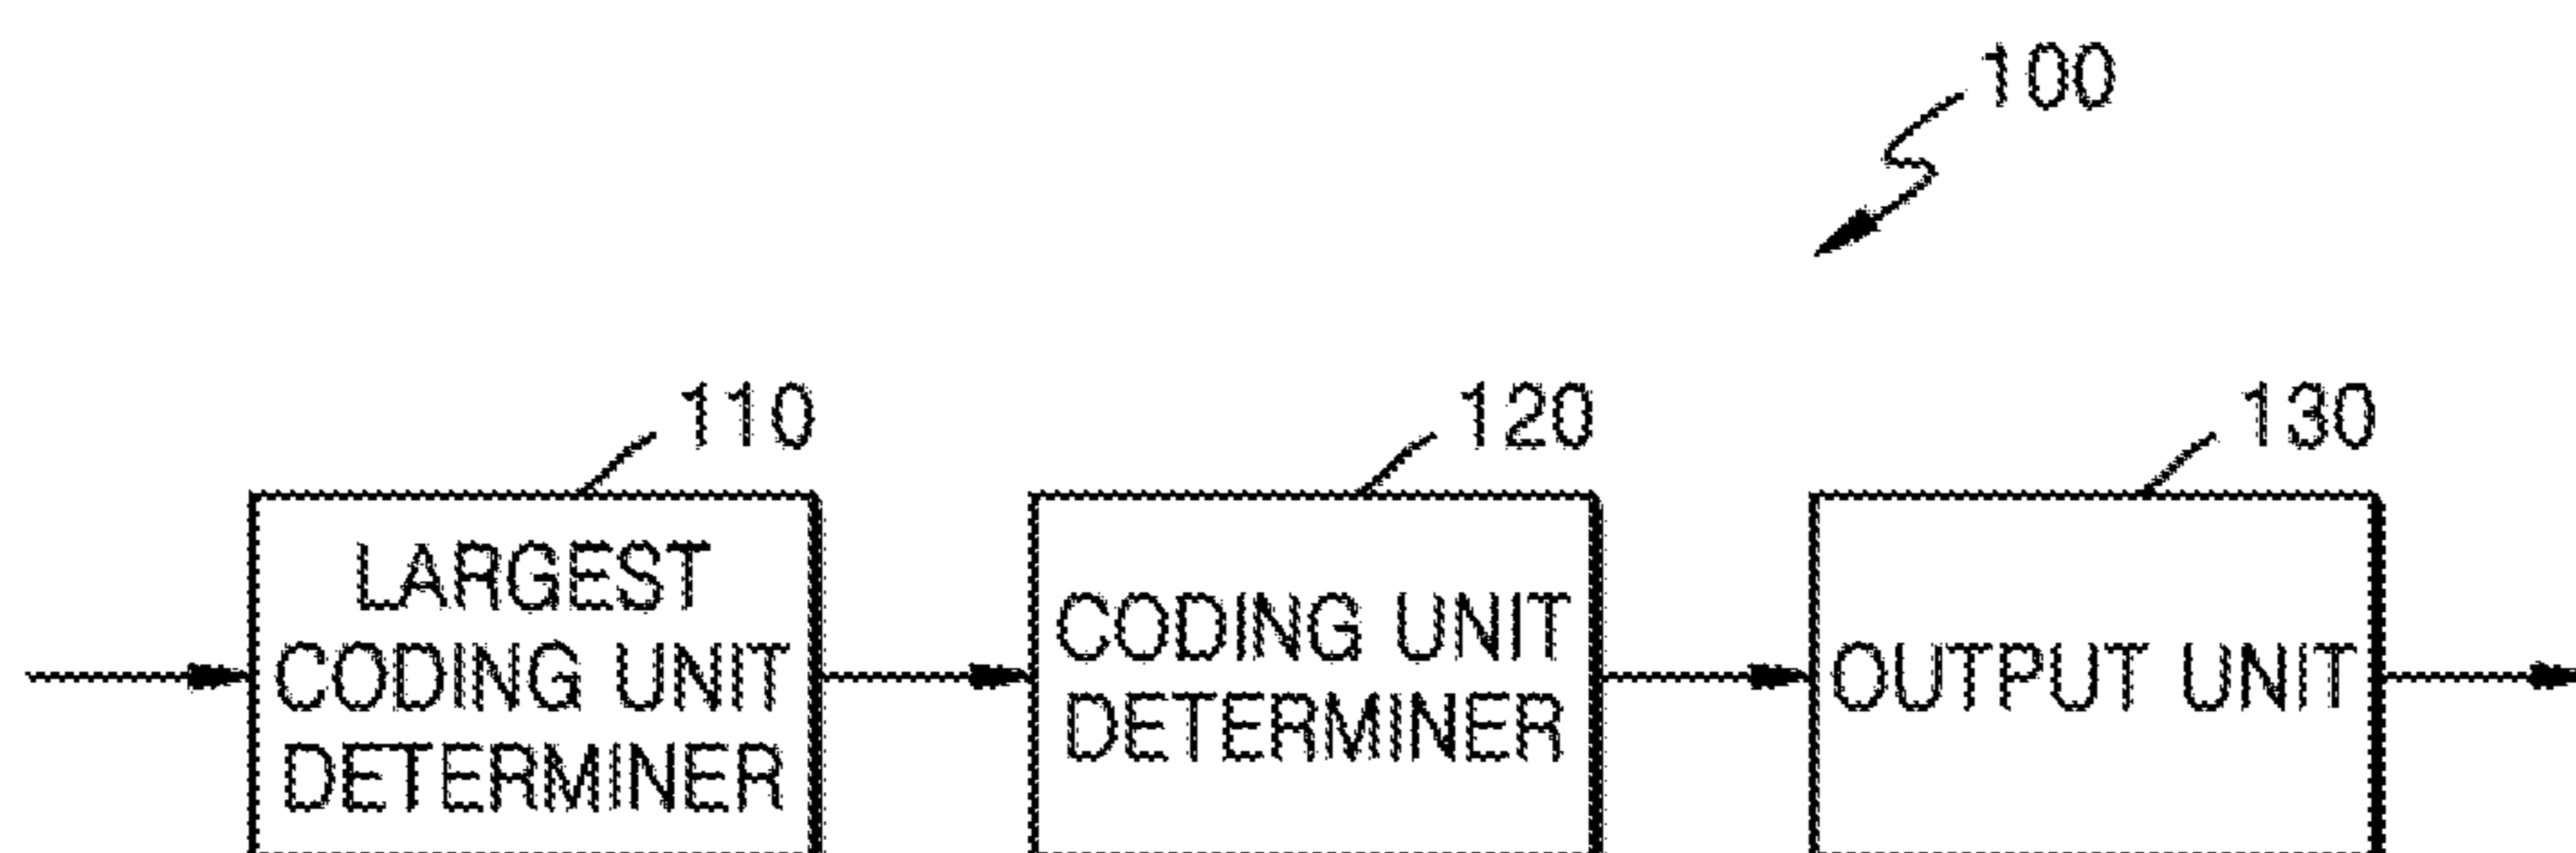 100
110
120
130
LARGEST
CODING UNIT
DETERMINER
CODING UNIT
DETERMINER
OUTPUT UNIT